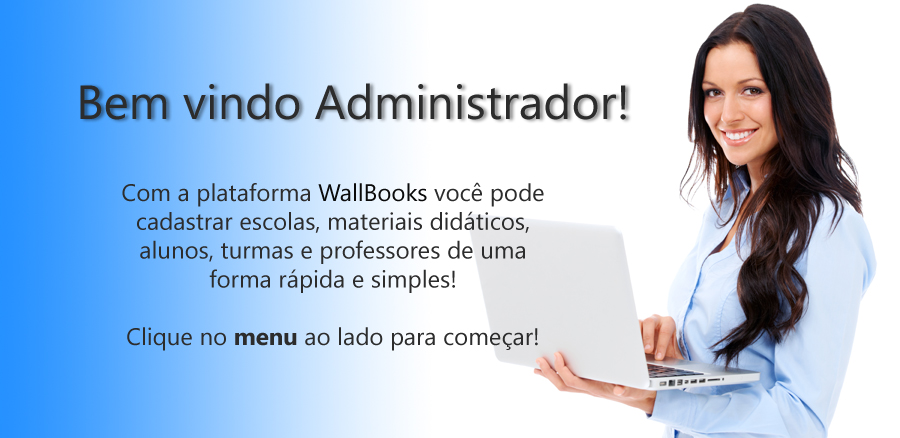 Bem vindo Administrador!
Com a plataforma WallBooks você pode
cadastrar escolas, materiais didáticos,
alunos, turmas e professores de uma
forma rápida e simples!
Clique no menu ao lado para começar!